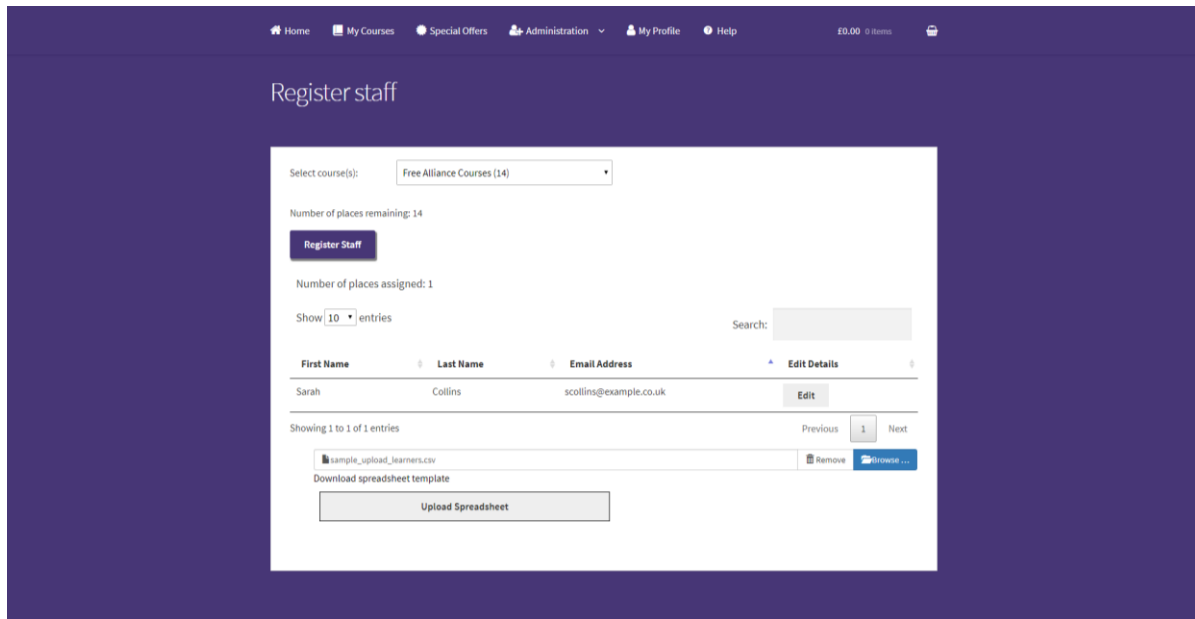 Home My Courses Special Offers Administration My Profile Help £0.00 0 items
Register staff
Select course(s): Free Alliance Courses (14)
Number of places remaining: 14
Register Staff
Number of places assigned: 1
Show 10 entries
Search:
First Name Last Name Email Address Edit Details
Sarah Collins scollins@example.co.uk Edit
Showing 1 to 1 of 1 entries Previous 1 Next
sample_upload_learners.csv Remove Browse ...
Download spreadsheet template
Upload Spreadsheet